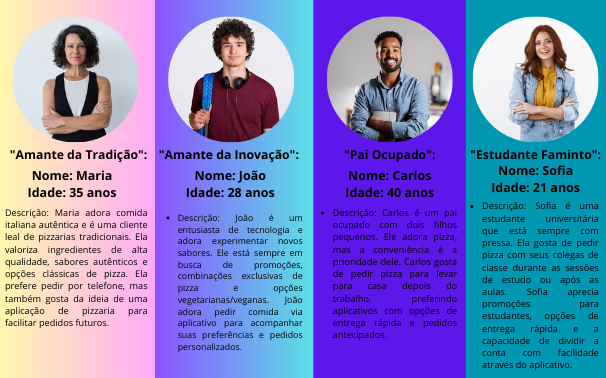 "Amante da Tradição":
Nome: Maria
Idade: 35 anos
Descrição: Maria adora comida
italiana autêntica e é uma cliente
leal de pizzarias tradicionais. Ela
valoriza ingredientes de alta
qualidade, sabores autênticos e
opções clássicas de pizza. Ela
prefere pedir por telefone, mas
também gosta da ideia de uma
aplicação de pizzaria para
facilitar pedidos futuros.
"Amante da Inovação":
Nome: João
Idade: 28 anos
• Descrição: João é um
entusiasta de tecnologia e
adora experimentar novos
sabores. Ele está sempre em
busca de promoções,
combinações exclusivas de
pizza e opções
vegetarianas/veganas. João
adora pedir comida via
aplicativo para acompanhar
suas preferências e pedidos
personalizados.
"Pai Ocupado":
Nome: Carlos
Idade: 40 anos
• Descrição: Carlos é um pai
ocupado com dois filhos
pequenos. Ele adora pizza,
mas a conveniência é a
prioridade dele. Carlos gosta
de pedir pizza para levar
para casa depois do
trabalho, preferindo
aplicativos com opções de
entrega rápida e pedidos
antecipados.
"Estudante Faminto":
Nome: Sofia
Idade: 21 anos
• Descrição: Sofia é uma
estudante universitária
que está sempre com
pressa. Ela gosta de pedir
pizza com seus colegas de
classe durante as sessões
de estudo ou após as
aulas. Sofia aprecia
promoções para
estudantes, opções de
entrega rápida e a
capacidade de dividir a
conta com facilidade
através do aplicativo.